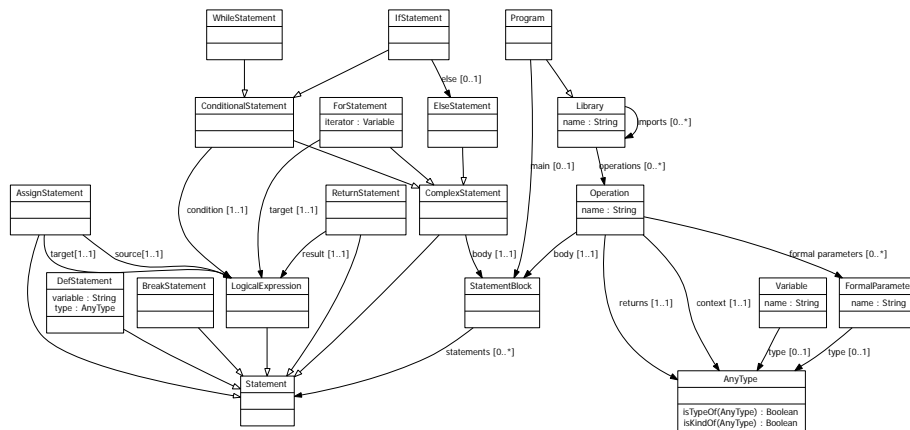 WhileStatement
IfStatement
Program
else [0..1]
ConditionalStatement
ForStatement
iterator : Variable
ElseStatement
Library
name : String
imports [0..*]
main [0..1]
operations [0..*]
AssignStatement
ReturnStatement
ComplexStatement
Operation
name : String
condition [1..1]
target [1..1]
target[1..1]
source[1..1]
result [1..1]
body [1..1]
body [1..1]
formal parameters [0..*]
DefStatement
variable : String
type : AnyType
BreakStatement
LogicalExpression
StatementBlock
Variable
name : String
FormalParameter
name : String
returns [1..1]
context [1..1]
statements [0..*]
type [0..1]
type [0..1]
Statement
AnyType
isTypeOf(AnyType) : Boolean
isKindOf(AnyType) : Boolean